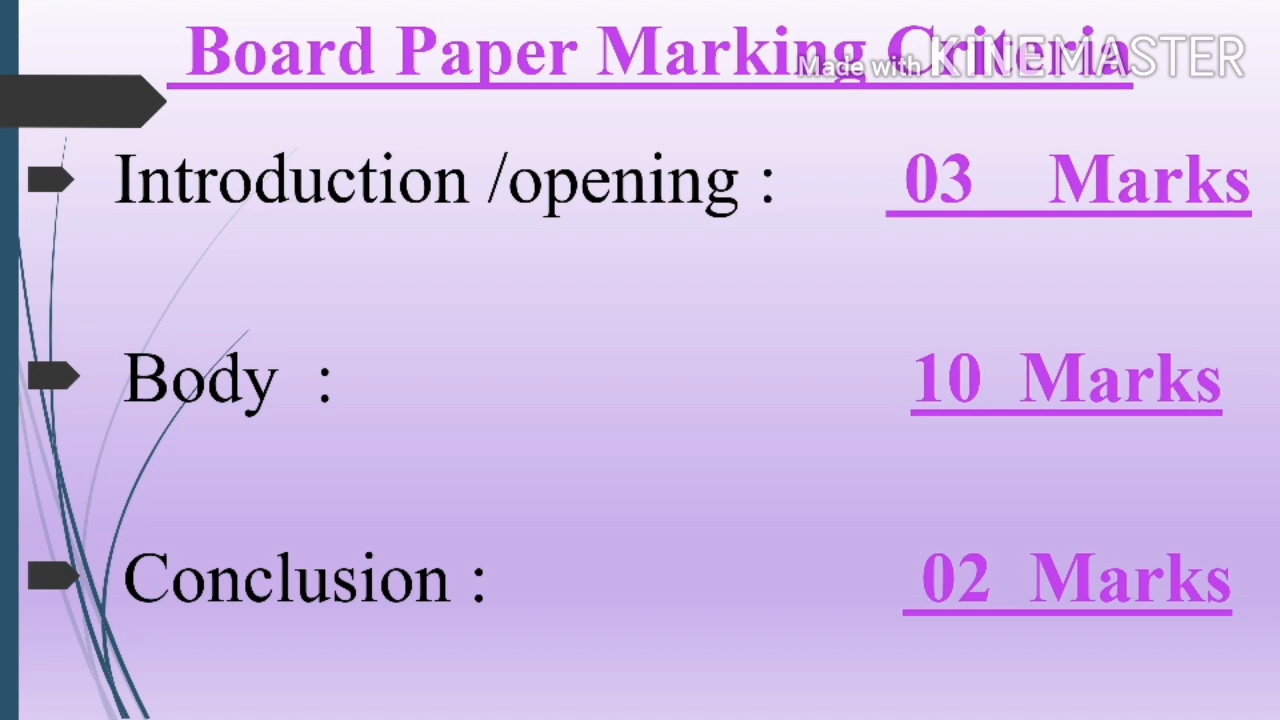 Board Paper Marking Criteria
Made with KINEMASTER
Introduction /opening : 03 Marks
Body : 10 Marks
Conclusion : 02 Marks